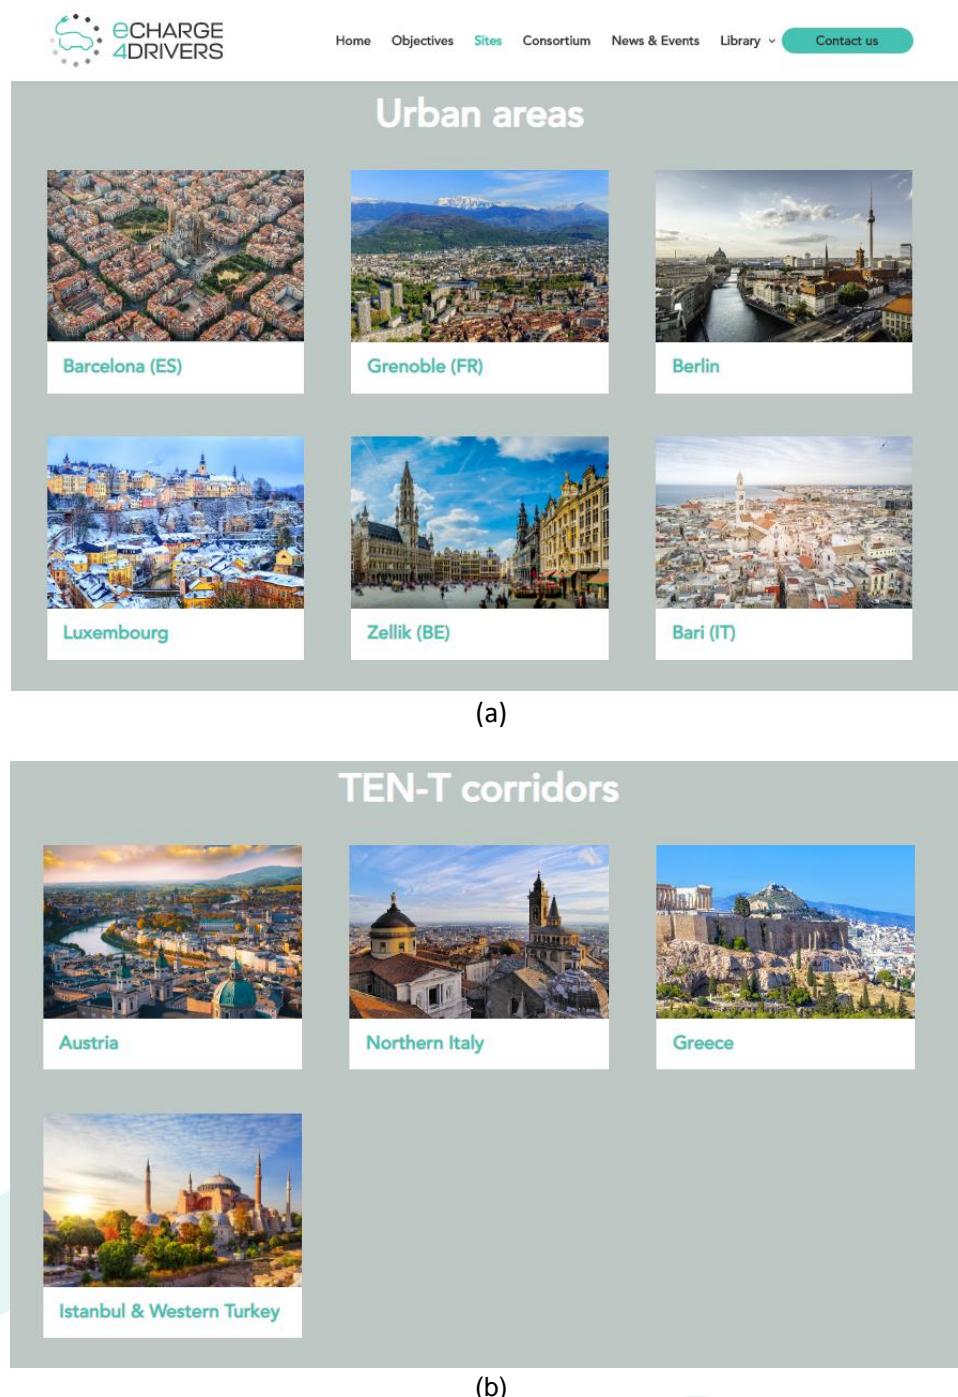 eCHARGE
4DRIVERS
Home Objectives Sites Consortium News & Events Library Contact us
Urban areas
Barcelona (ES) Grenoble (FR) Berlin
Luxembourg Zellik (BE) Bari (IT)
(a)
TEN-T corridors
Austria Northern Italy Greece
Istanbul & Western Turkey
(b)